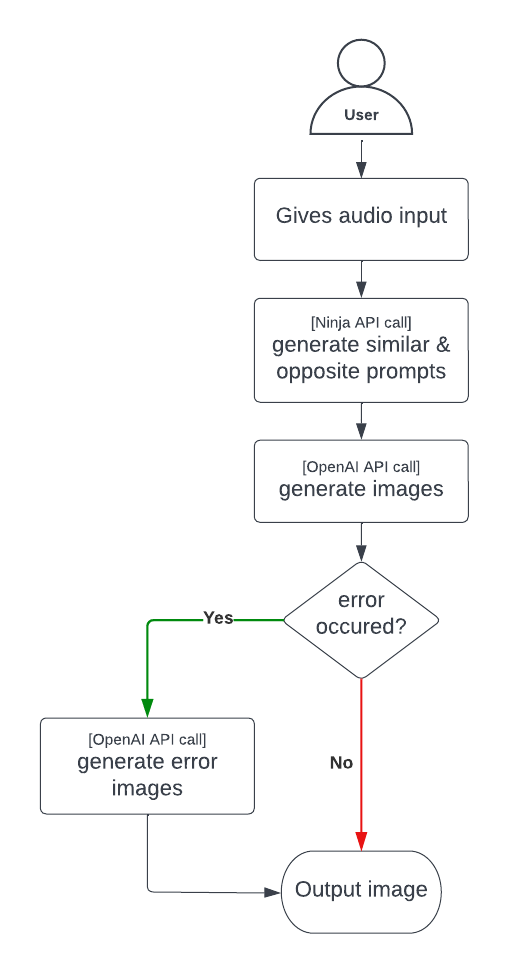 User
Gives audio input
[Ninja API call]
generate similar &
opposite prompts
[OpenAI API call]
generate images
error
occured?
Yes
No
[OpenAI API call]
generate error
images
Output image